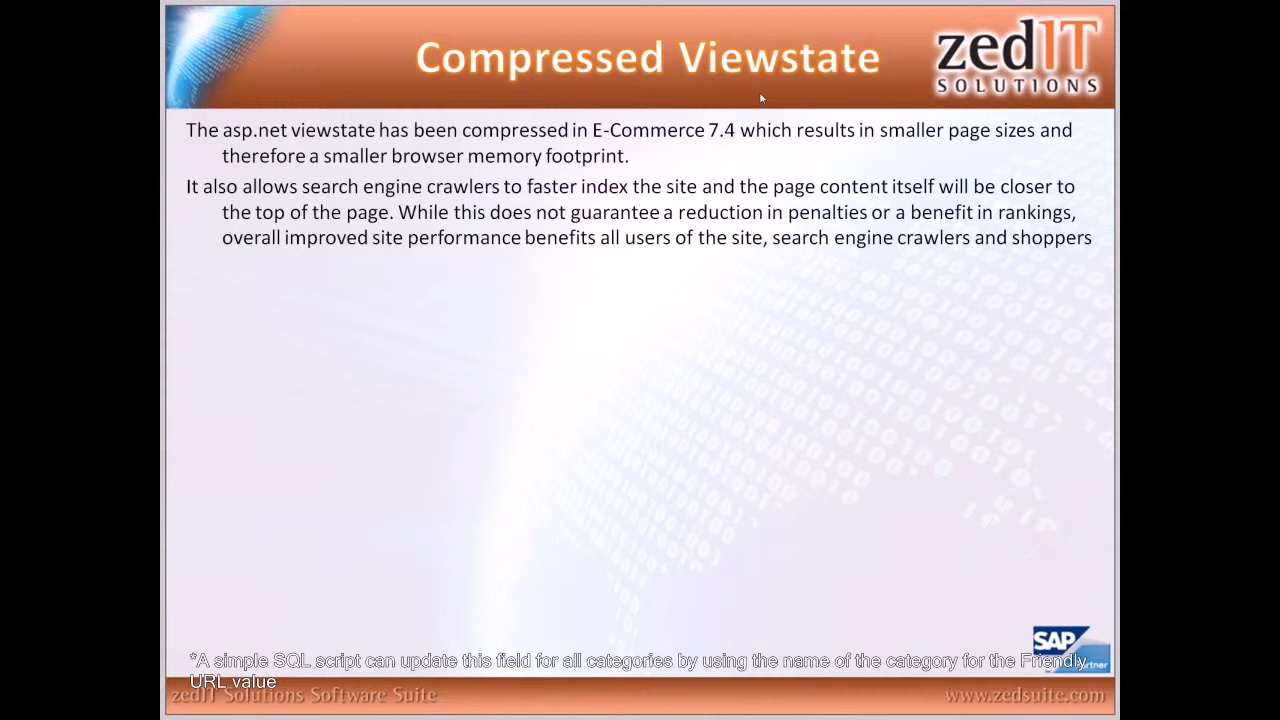 Compressed Viewstate
zedIT
SOLUTIONS
The asp.net viewstate has been compressed in E-Commerce 7.4 which results in smaller page sizes and
therefore a smaller browser memory footprint.
It also allows search engine crawlers to faster index the site and the page content itself will be closer to
the top of the page. While this does not guarantee a reduction in penalties or a benefit in rankings,
overall improved site performance benefits all users of the site, search engine crawlers and shoppers
SAP
*A simple SQL update this field for all categories by using the of the category for the Friendly
URL value
zedIT Solutions Software Suite
www.zedsuite.com